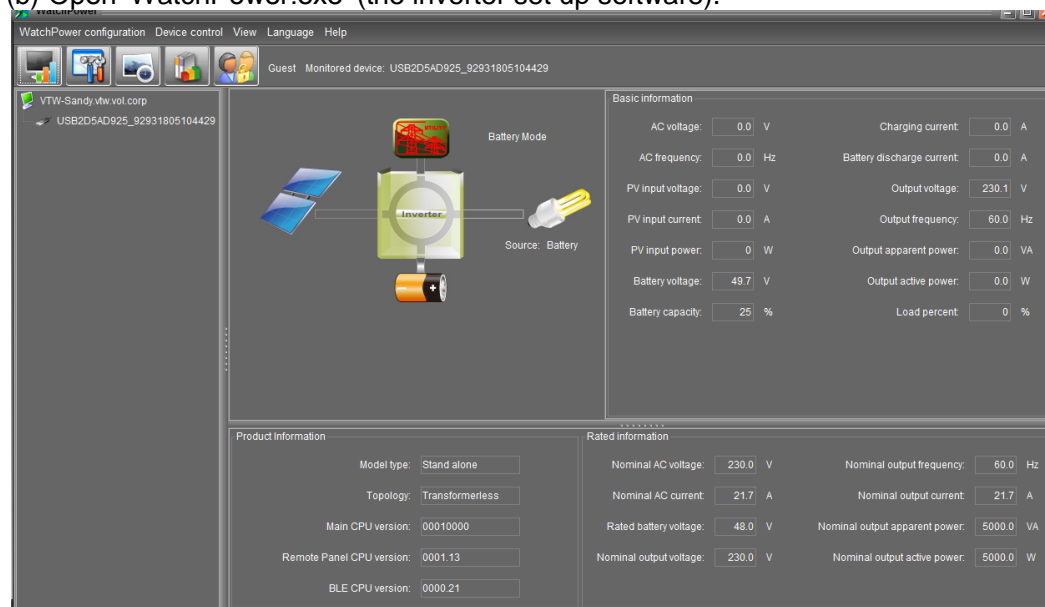 (b) Open 'WatchPower.exe' (the inverter set up software).
WatchPower
WatchPower configuration Device control View Language Help
Guest Monitored device: USB2D5AD925_92931805104429
VTW-Sandy.vtw.vol.corp
USB2D5AD925_92931805104429
UTILITY
Battery Mode
Inverter
Source: Battery
Basic information
AC voltage: 0.0 V Charging current: 0.0 A
AC frequency: 0.0 Hz Battery discharge current: 0.0 A
PV input voltage: 0.0 V Output voltage: 230.1 V
PV input current: 0.0 A Output frequency: 60.0 Hz
PV input power: 0 W Output apparent power: 0.0 VA
Battery voltage: 49.7 V Output active power: 0.0 W
Battery capacity: 25 % Load percent: 0 %
Product Information
Model type: Stand alone
Topology: Transformerless
Main CPU version: 00010000
Remote Panel CPU version: 0001.13
BLE CPU version: 0000.21
Rated information
Nominal AC voltage: 230.0 V Nominal output frequency: 60.0 Hz
Nominal AC current: 21.7 A Nominal output current: 21.7 A
Rated battery voltage: 48.0 V Nominal output apparent power: 5000.0 VA
Nominal output voltage: 230.0 V Nominal output active power: 5000.0 W